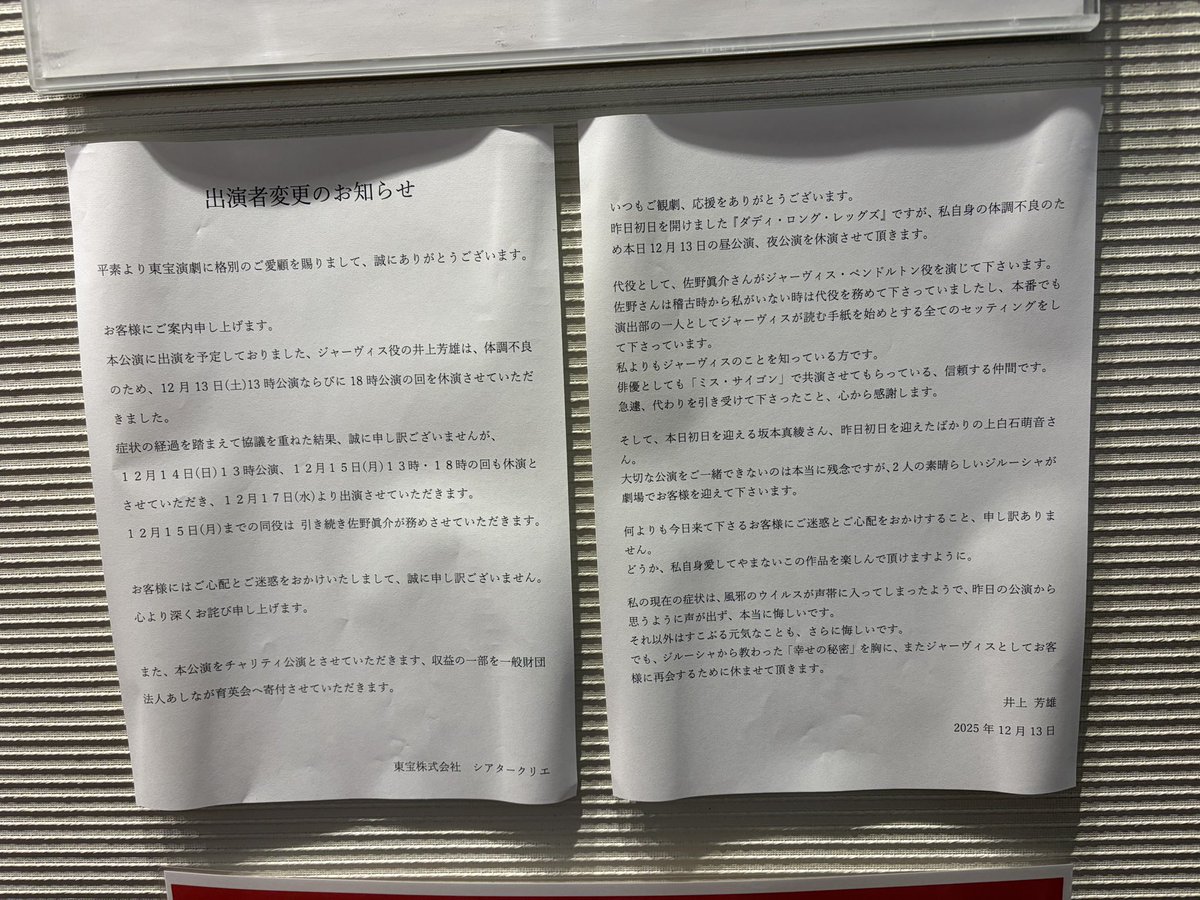 出演者変更のお知らせ
平素より東宝演劇に格別のご愛顧を賜りまして、誠にありがとうございます。
お客様にご案内申し上げます。
本公演に出演を予定しておりました、ジャーヴィス役の井上芳雄は、体調不良
のため、12月13日(土)13時公演ならびに18時公演の回を休演させていただ
きました。
症状の経過を踏まえて協議を重ねた結果、誠に申し訳ございませんが、
12月14日(日)13時公演、12月15日(月)13時・18時の回も休演と
させていただき、12月17日(水)より出演させていただきます。
12月15日(月)までの同役は 引き続き佐野眞介が務めさせていただきます。
お客様にはご心配とご迷惑をおかけいたしまして、誠に申し訳ございません。
心より深くお詫び申し上げます。
また、本公演をチャリティ公演とさせていただきます、収益の一部を一般財団
法人あしなが育英会へ寄付させていただきます。
東宝株式会社 シアタークリエ
いつもご観劇、応援をありがとうございます。
昨日初日を開けました『ダディ・ロング・レッグズ』ですが、私自身の体調不良のた
め本日12月13日の昼公演、夜公演を休演させて頂きます。
代役として、佐野眞介さんがジャーヴィス・ペンドルトン役を演じて下さいます。
佐野さんは稽古時から私がいない時は代役を務めて下さっていましたし、本番でも
演出部の一人としてジャーヴィスが読む手紙を始めとする全てのセッティングをし
て下さっています。
私よりもジャーヴィスのことを知っている方です。
俳優としても「ミス・サイゴン」で共演させてもらっている、信頼する仲間です。
急遽、代わりを引き受けて下さったこと、心から感謝します。
そして、本日初日を迎える坂本真綾さん、昨日初日を迎えたばかりの上白石萌音さ
ん。
大切な公演をご一緒できないのは本当に残念ですが、2人の素晴らしいジルーシャが
劇場でお客様を迎えて下さいます。
何よりも今日来て下さるお客様にご迷惑とご心配をおかけすること、申し訳ありま
せん。
どうか、私自身愛してやまないこの作品を楽しんで頂けますように。
私の現在の症状は、風邪のウイルスが声帯に入ってしまったようで、昨日の公演から
思うように声が出ず、本当に悔しいです。
それ以外はすこぶる元気なことも、さらに悔しいです。
でも、ジルーシャから教わった「幸せの秘密」を胸に、またジャーヴィスとしてお客
様に再会するために休ませて頂きます。
井上 芳雄
2025年12月13日